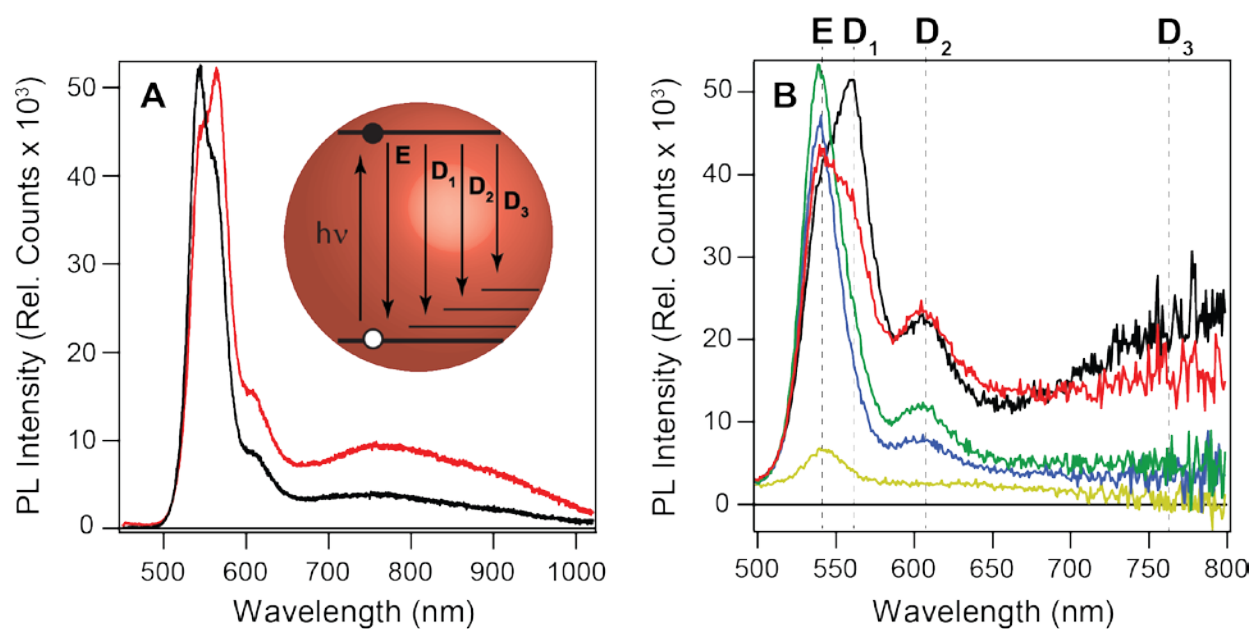 A
PL Intensity (Rel. Counts x 10³)
50
40
30
20
10
0
hν
E
D₁
D₂
D₃
500
600
700
800
900
1000
Wavelength (nm)
E D₁ D₂ D₃
B
PL Intensity (Rel. Counts x 10³)
50
40
30
20
10
0
500
550
600
650
700
750
800
Wavelength (nm)